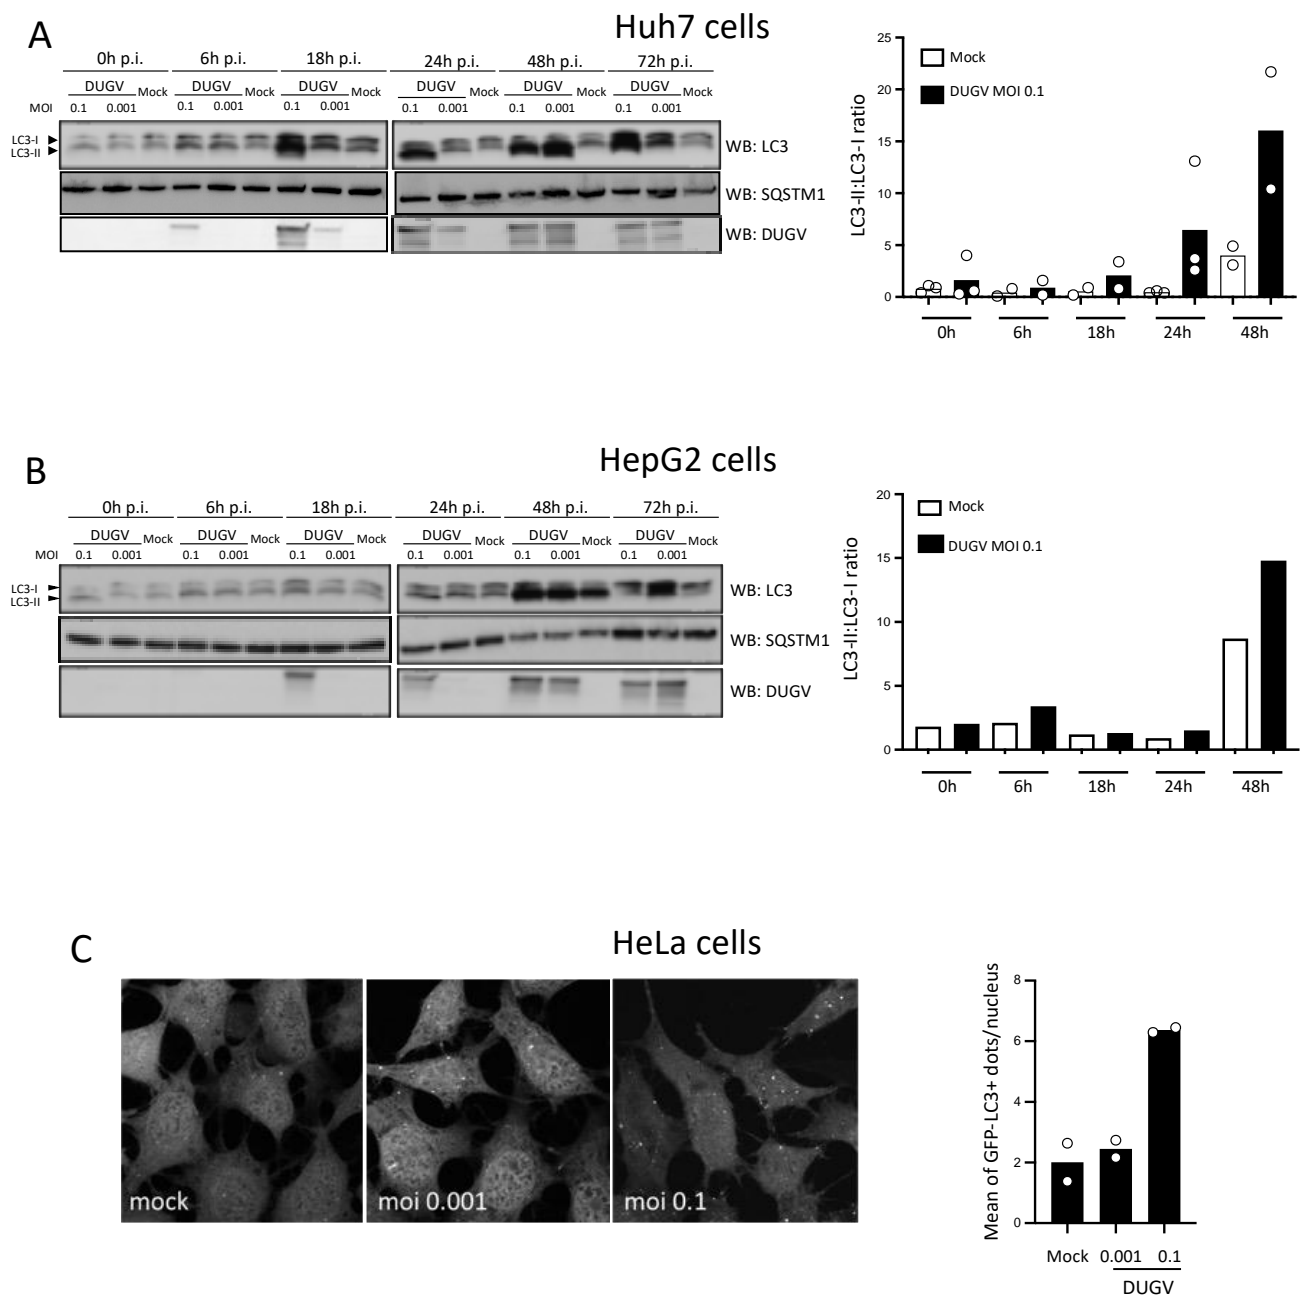 A
Huh7 cells
0h p.i. 6h p.i. 18h p.i. 24h p.i. 48h p.i. 72h p.i.
DUGV Mock DUGV Mock DUGV Mock DUGV Mock DUGV Mock DUGV Mock
MOI 0.1 0.001 0.1 0.001 0.1 0.001 0.1 0.001 0.1 0.001 0.1 0.001
LC3-I
LC3-II
WB: LC3
WB: SQSTM1
WB: DUGV
LC3-II:LC3-I ratio
25
20
15
10
5
0
Mock
DUGV MOI 0.1
0h 6h 18h 24h 48h
B
HepG2 cells
0h p.i. 6h p.i. 18h p.i. 24h p.i. 48h p.i. 72h p.i.
DUGV Mock DUGV Mock DUGV Mock DUGV Mock DUGV Mock DUGV Mock
MOI 0.1 0.001 0.1 0.001 0.1 0.001 0.1 0.001 0.1 0.001 0.1 0.001
LC3-I
LC3-II
WB: LC3
WB: SQSTM1
WB: DUGV
LC3-II:LC3-I ratio
20
15
10
5
0
Mock
DUGV MOI 0.1
0h 6h 18h 24h 48h
C
HeLa cells
mock
moi 0.001
moi 0.1
Mean of GFP-LC3+ dots/nucleus
8
6
4
2
0
Mock 0.001 0.1
DUGV